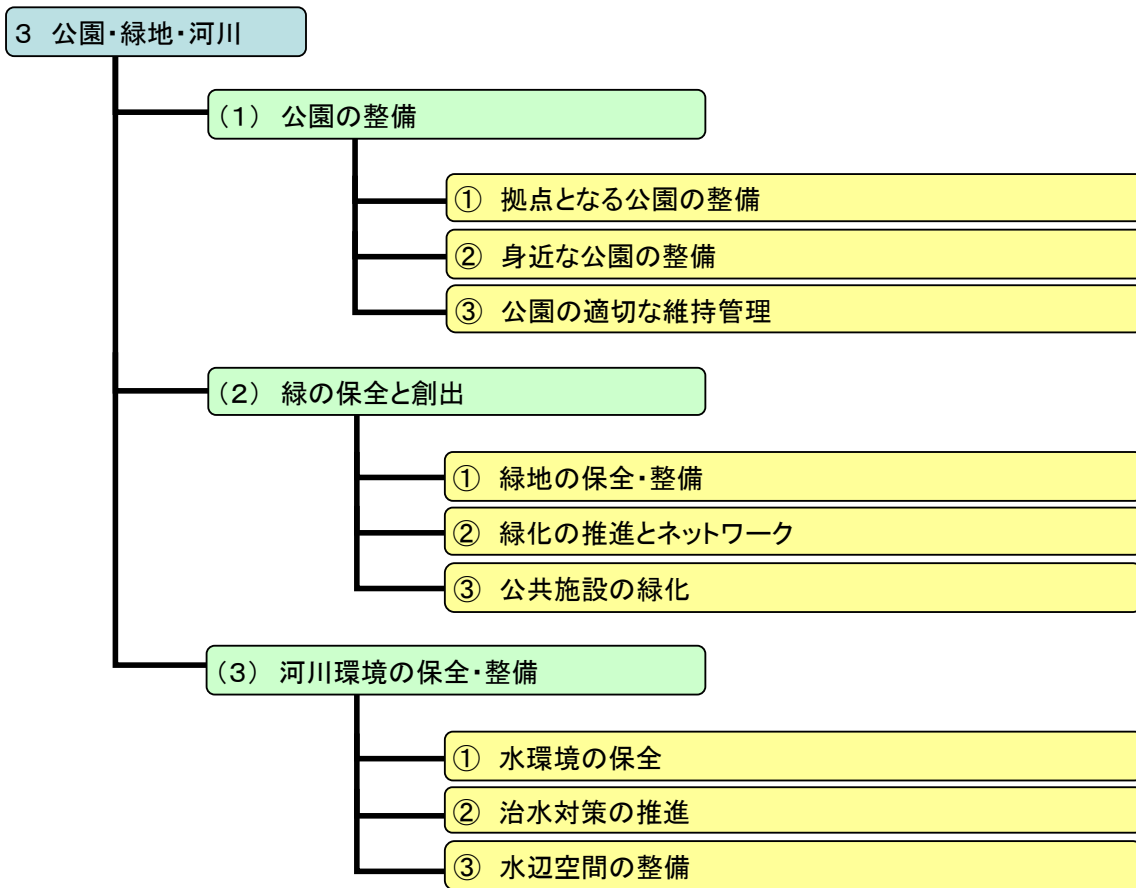 3　公園・緑地・河川
（１）　公園の整備
①　拠点となる公園の整備
②　身近な公園の整備
③　公園の適切な維持管理
（２）　緑の保全と創出
①　緑地の保全・整備
②　緑化の推進とネットワーク
③　公共施設の緑化
（３）　河川環境の保全・整備
①　水環境の保全
②　治水対策の推進
③　水辺空間の整備